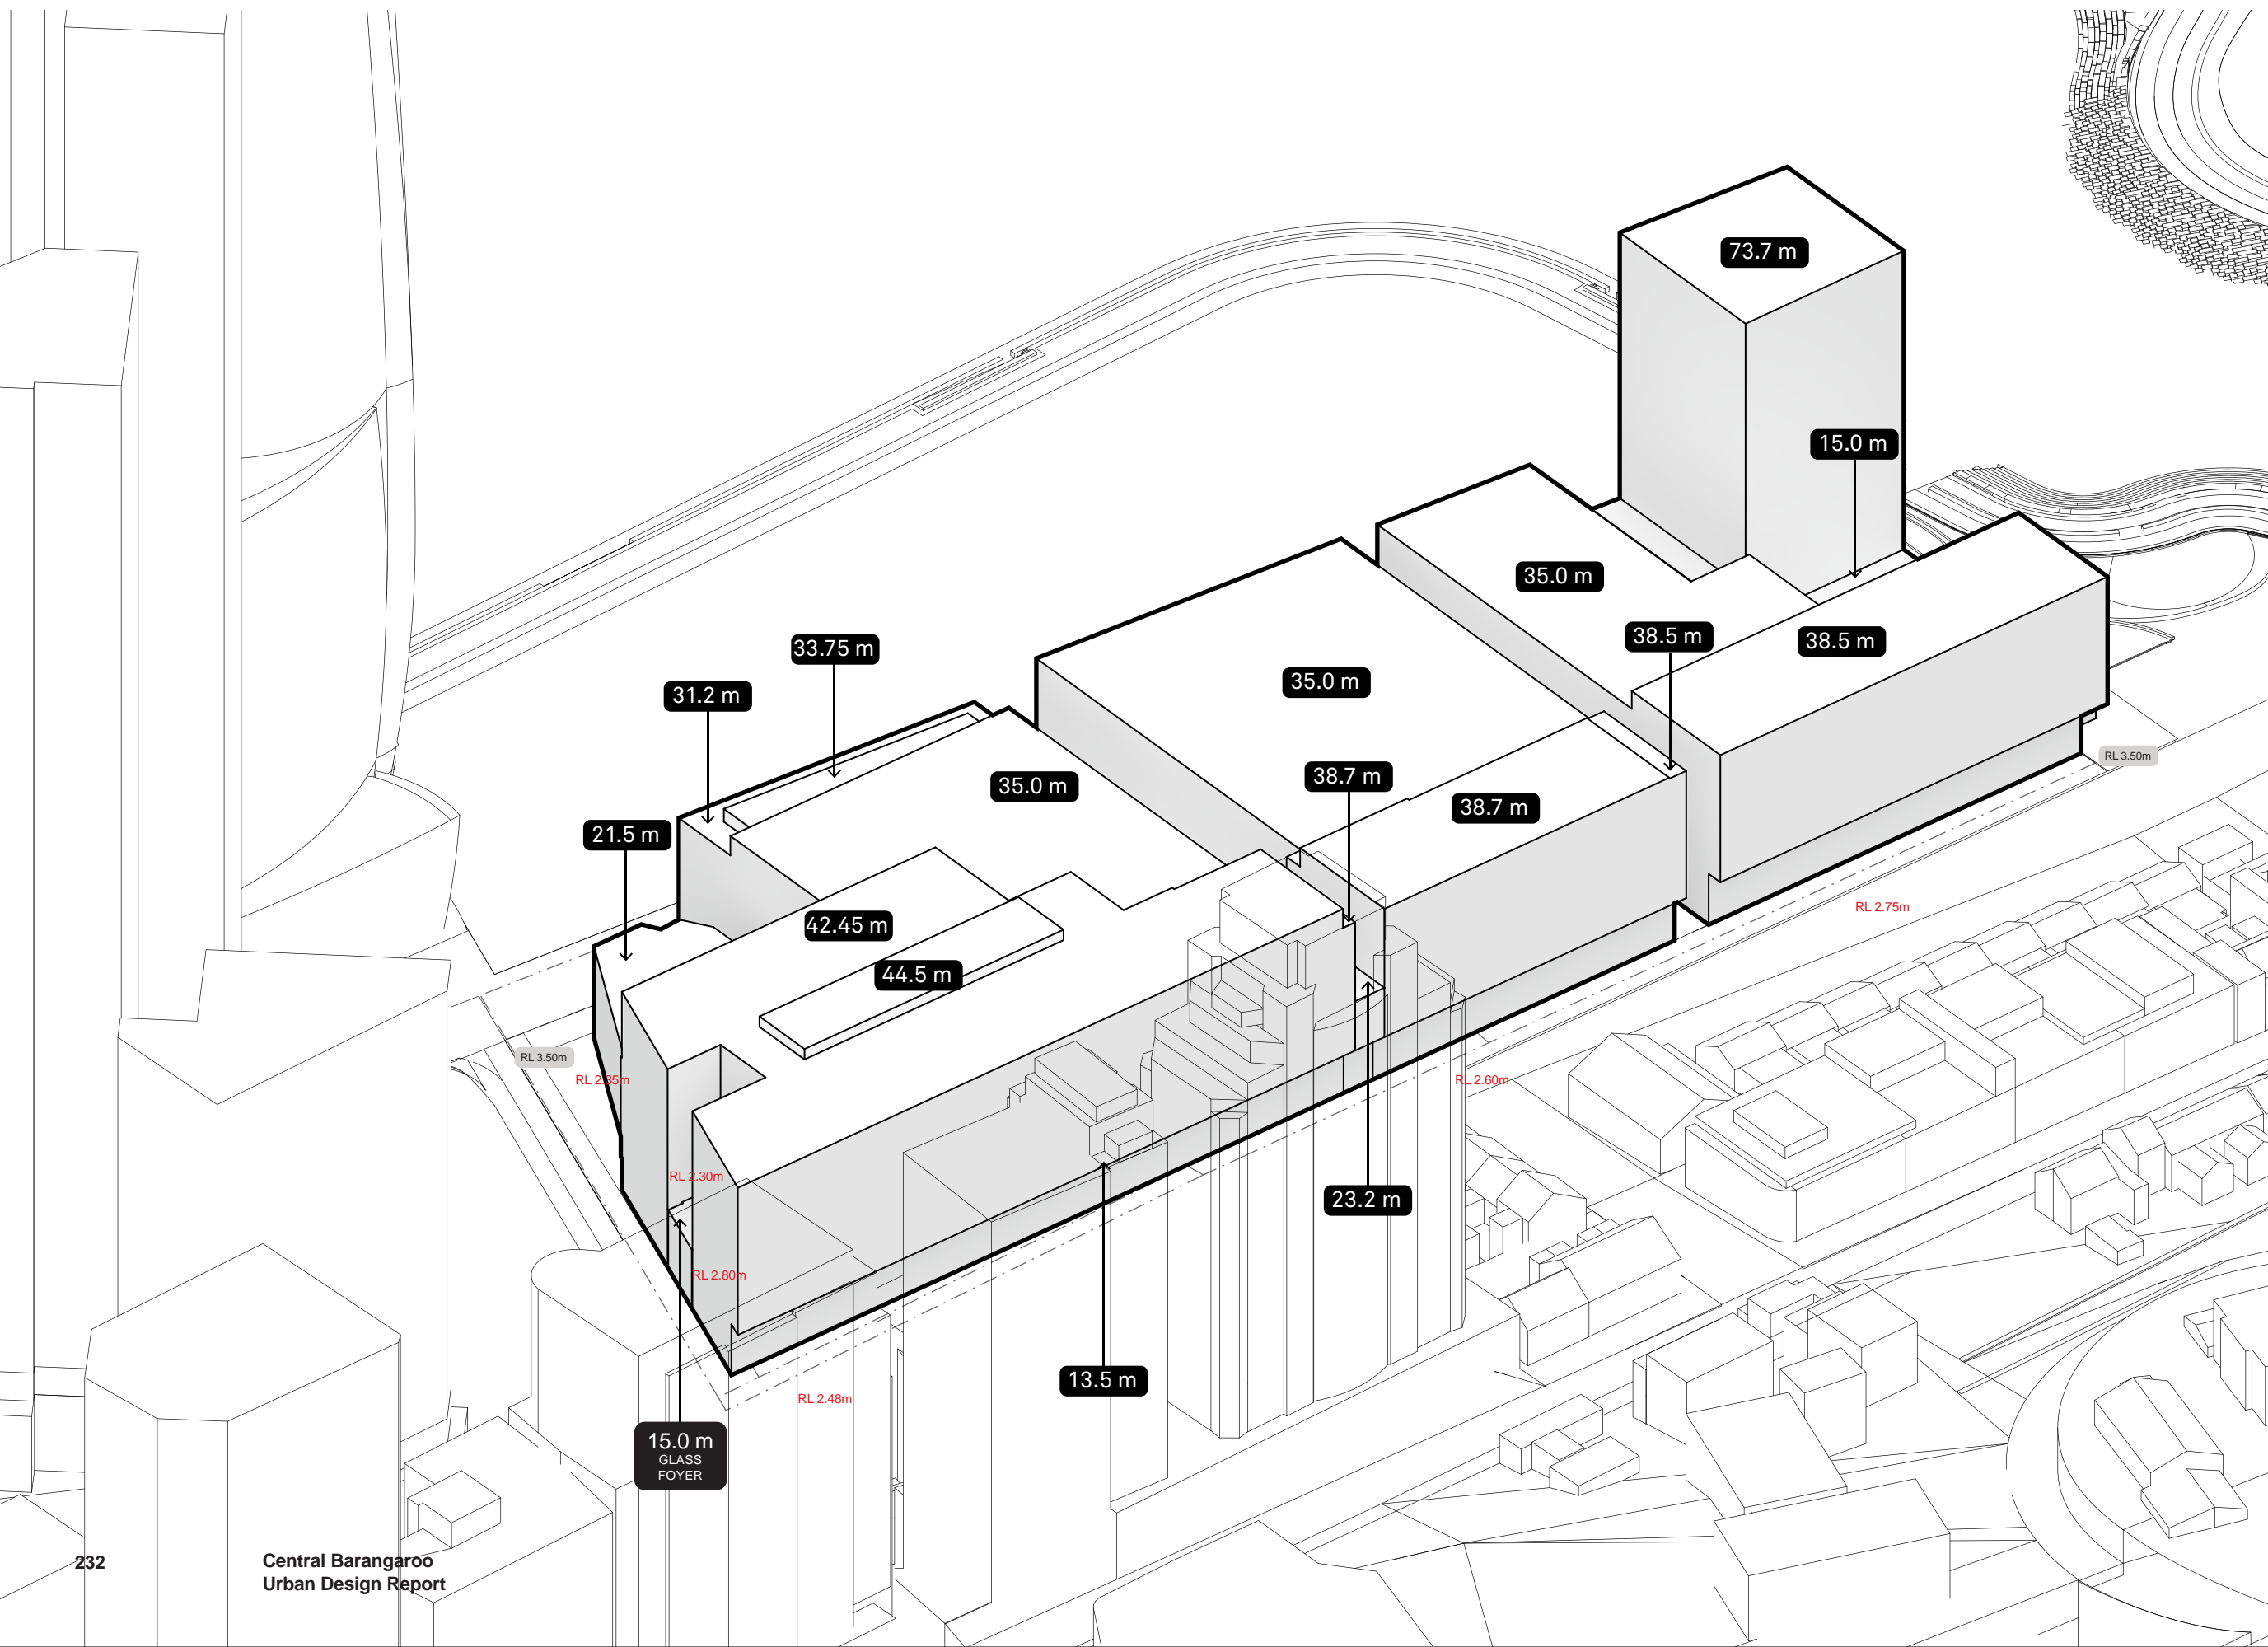 73.7 m
15.0 m
35.0 m
38.5 m
38.5 m
33.75 m
31.2 m
35.0 m
35.0 m
38.7 m
38.7 m
21.5 m
42.45 m
44.5 m
RL 3.50m
RL 2.75m
RL 3.50m
RL 2.35m
RL 2.60m
RL 2.30m
23.2 m
RL 2.80m
13.5 m
RL 2.48m
15.0 m
GLASS
FOYER
232
Central Barangaroo
Urban Design Report